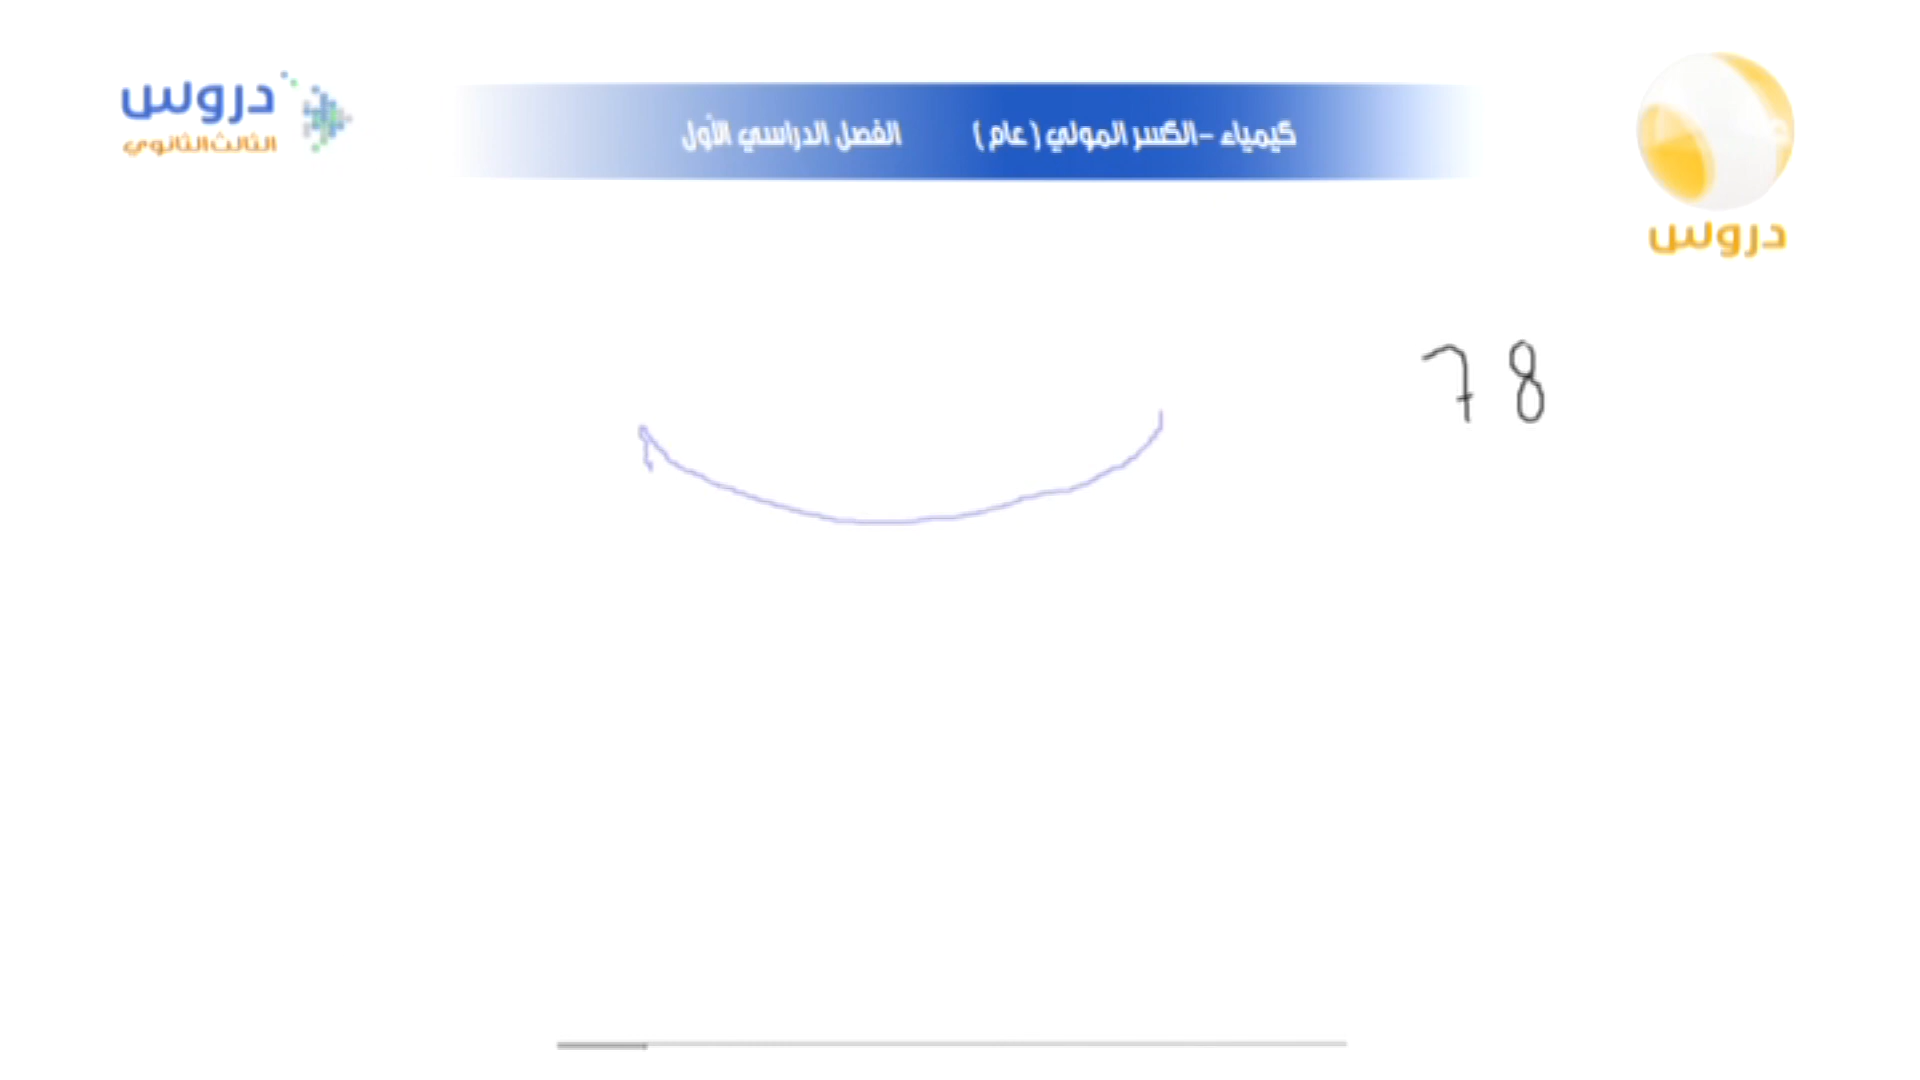 دروس
الثالث الثانوي
كيمياء - الكسر المولي ( عام ) الفصل الدراسي الأول
دروس
78